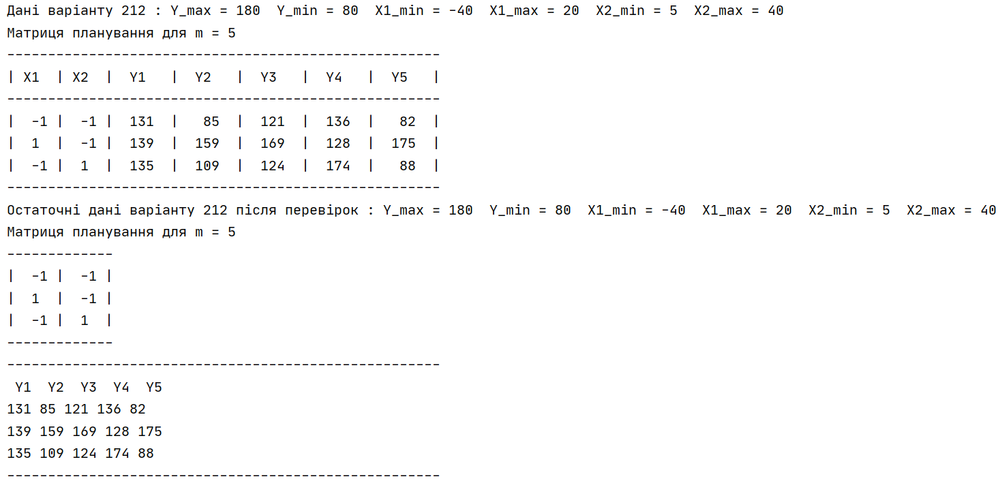 Дані варіанту 212 : Y_max = 180  Y_min = 80  X1_min = -40  X1_max = 20  X2_min = 5  X2_max = 40
Матриця планування для m = 5
-----------------------------------------------------
| X1  | X2  |  Y1   |  Y2   |  Y3   |  Y4   |  Y5   |
-----------------------------------------------------
|  -1 |  -1 |  131  |   85  |  121  |  136  |   82  |
|  1  |  -1 |  139  |  159  |  169  |  128  |  175  |
|  -1 |  1  |  135  |  109  |  124  |  174  |   88  |
-----------------------------------------------------
Остаточні дані варіанту 212 після перевірок : Y_max = 180  Y_min = 80  X1_min = -40  X1_max = 20  X2_min = 5  X2_max = 40
Матриця планування для m = 5
-------------
|  -1 |  -1 |
|  1  |  -1 |
|  -1 |  1  |
-------------
-----------------------------------------------------
 Y1  Y2  Y3  Y4  Y5
131 85 121 136 82
139 159 169 128 175
135 109 124 174 88
-----------------------------------------------------